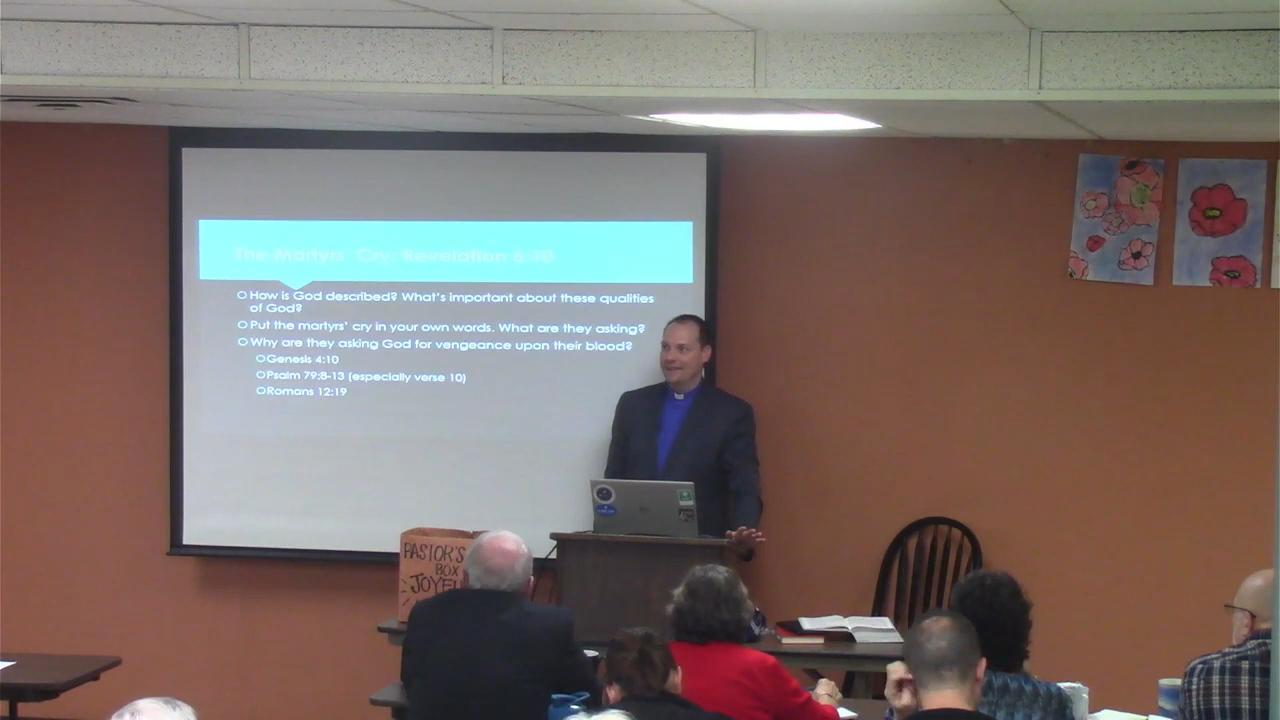 The Martyrs' Cry: Revelation 6:10
How is God described? What's important about these qualities
of God?
Put the martyrs' cry in your own words. What are they asking?
Why are they asking God for vengeance upon their blood?
Genesis 4:10
Psalm 79:8-13 (especially verse 10)
Romans 12:19
PASTOR'S
BOX